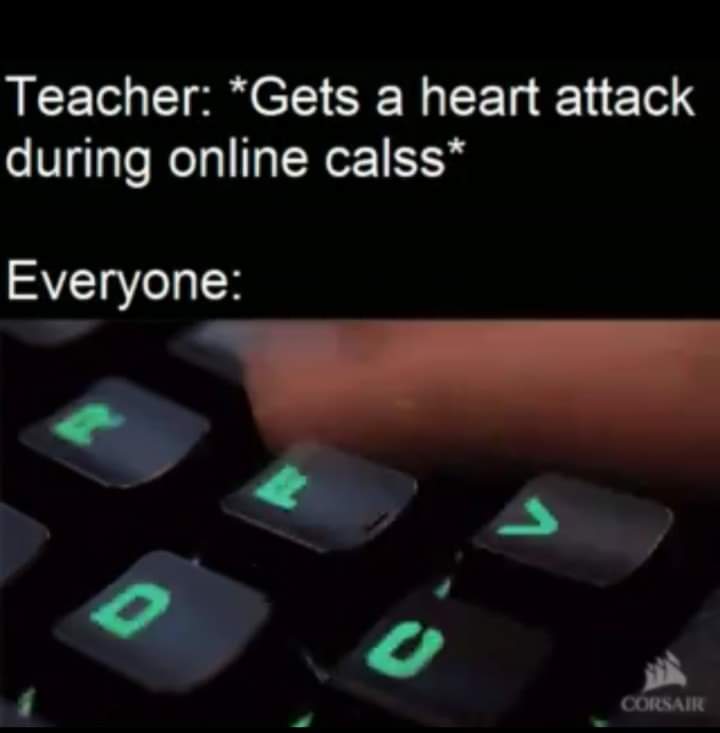 Teacher: *Gets a heart attack
during online calss*
Everyone:
R
F
V
D
C
CORSAIR